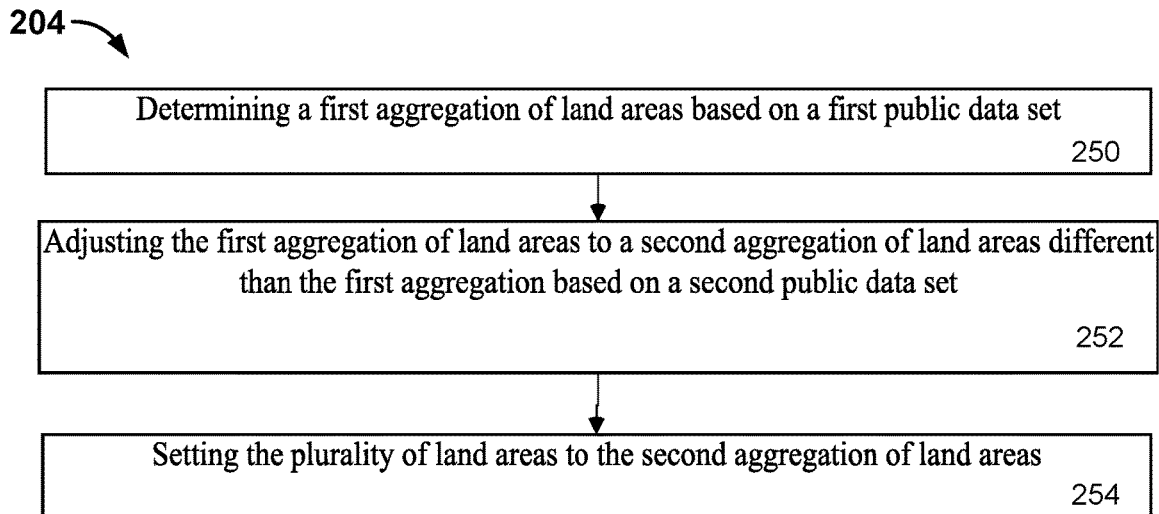 204
Determining a first aggregation of land areas based on a first public data set
250
Adjusting the first aggregation of land areas to a second aggregation of land areas different
than the first aggregation based on a second public data set
252
Setting the plurality of land areas to the second aggregation of land areas
254